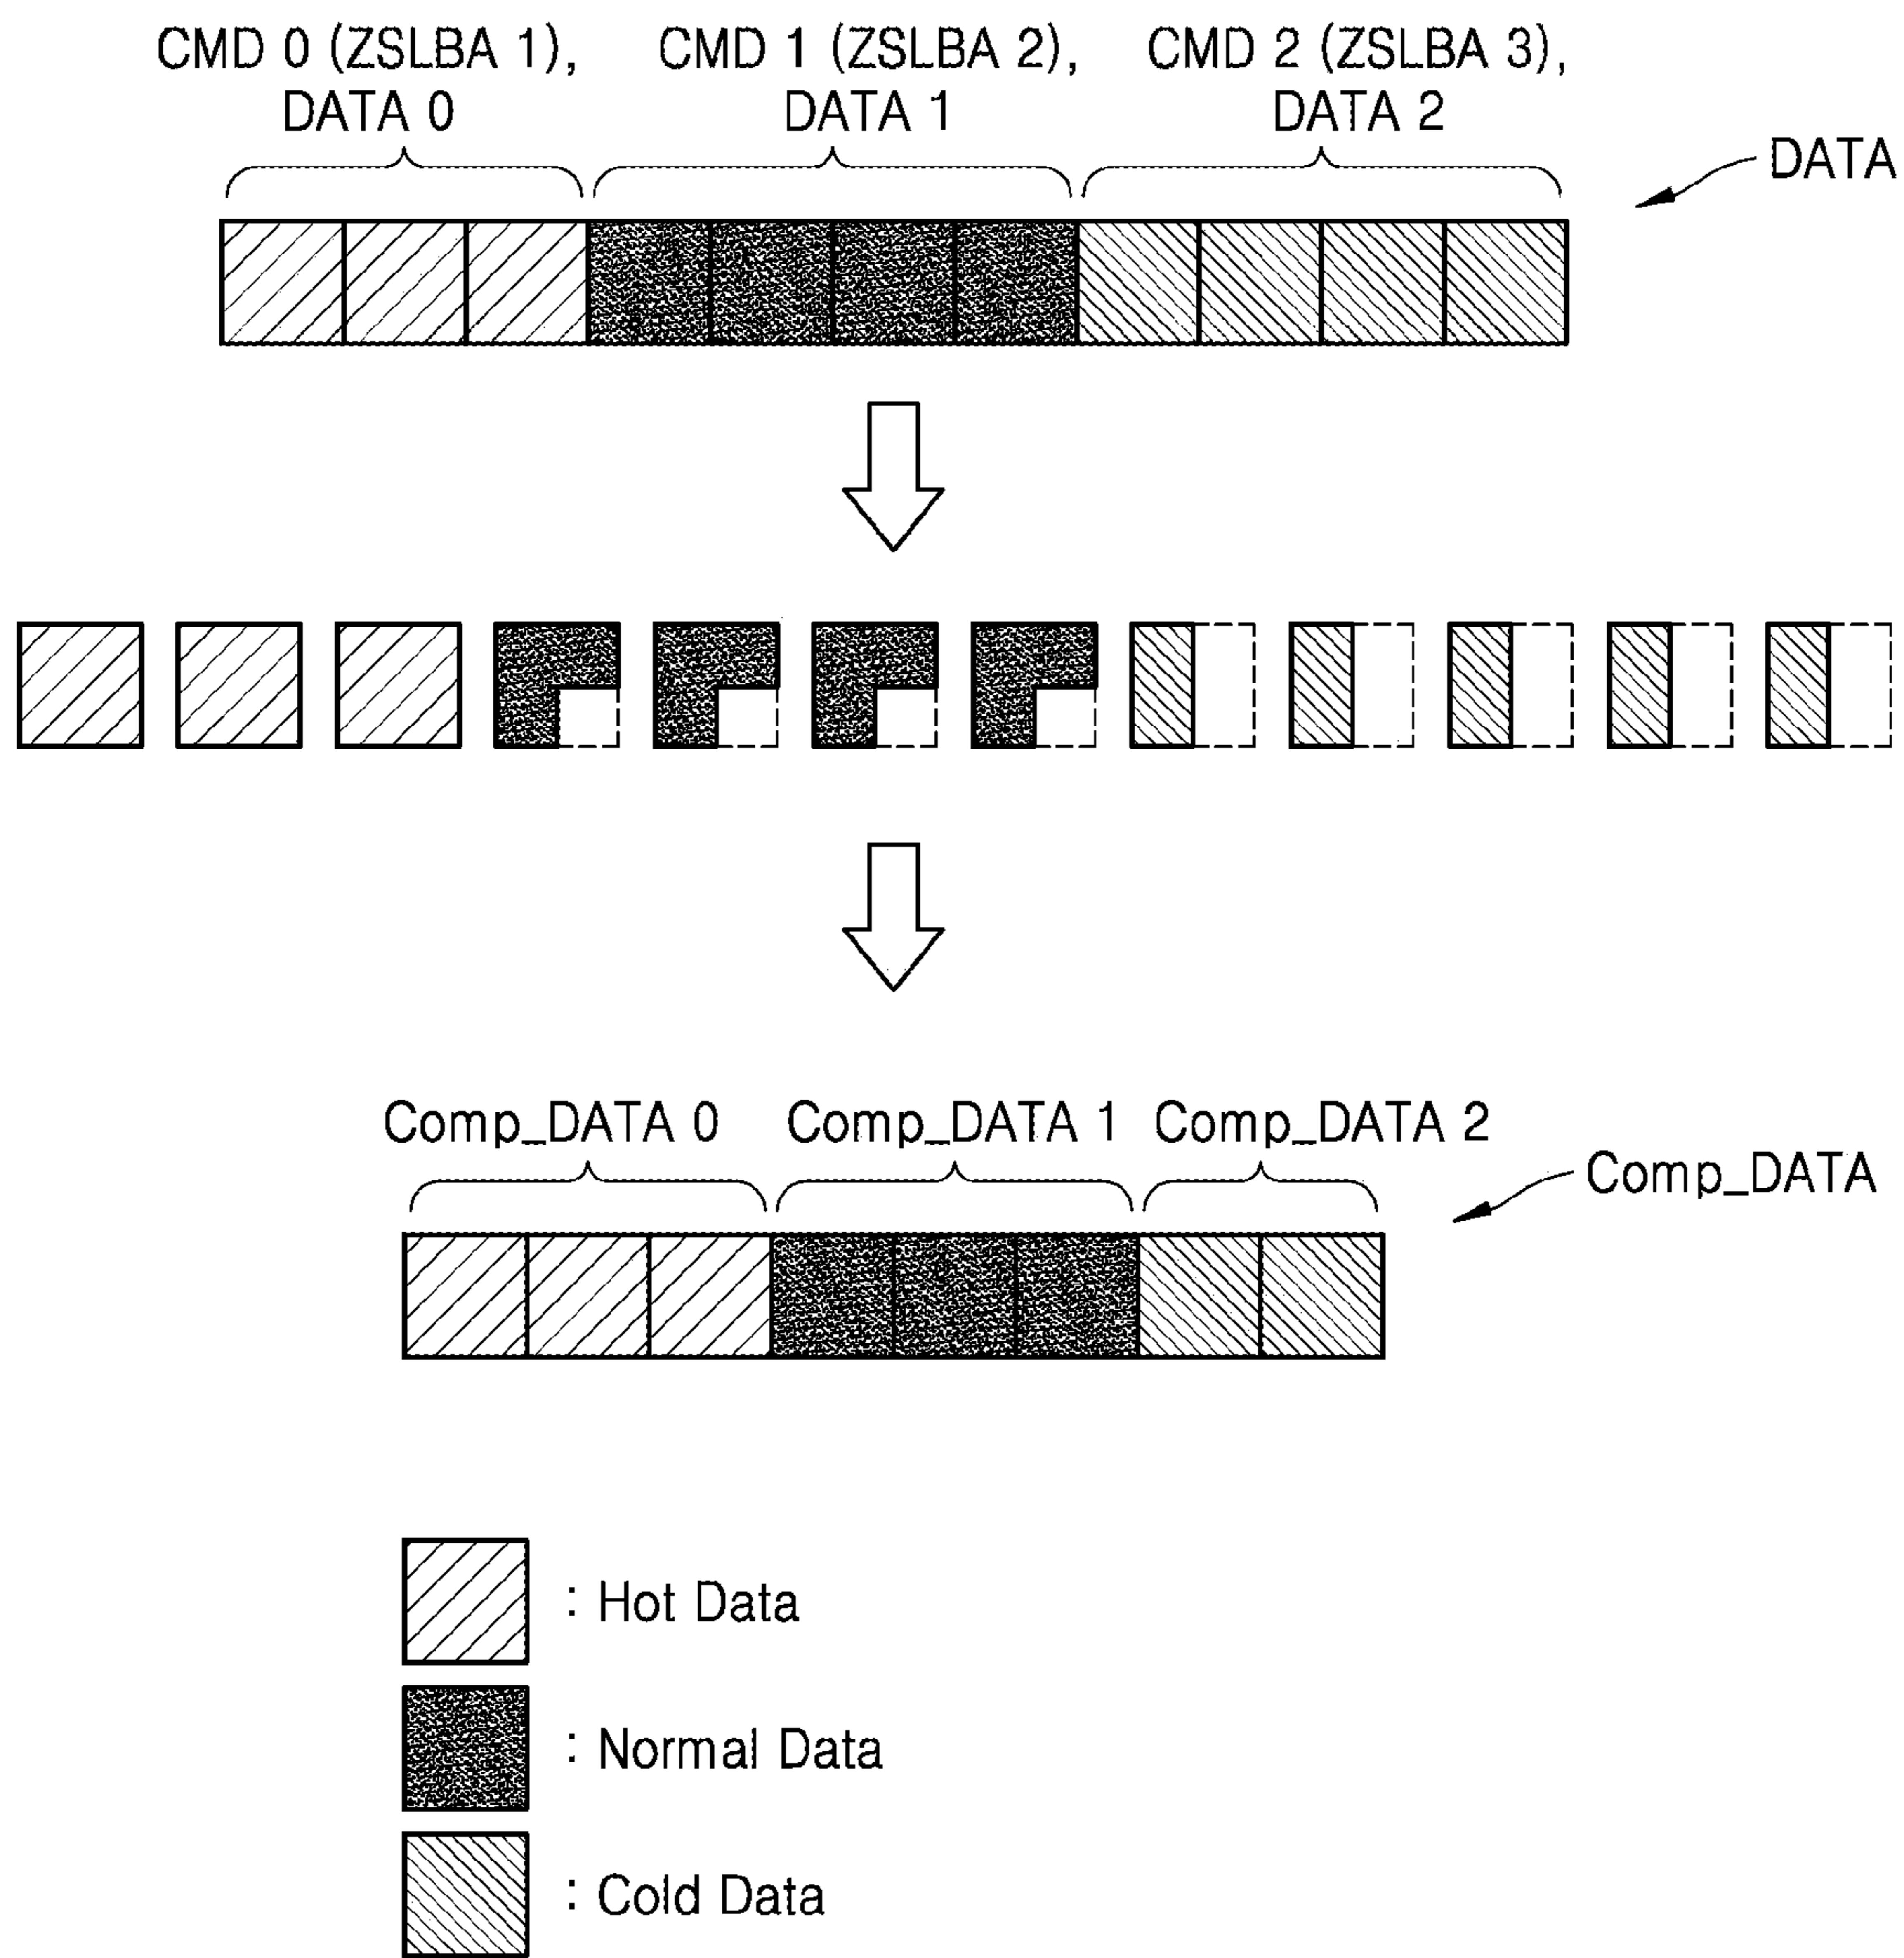 CMD 0 (ZSLBA 1), CMD 1 (ZSLBA 2), CMD 2 (ZSLBA 3),
DATA 0 DATA 1 DATA 2
DATA
Comp_DATA 0 Comp_DATA 1 Comp_DATA 2
Comp_DATA
: Hot Data
: Normal Data
: Cold Data